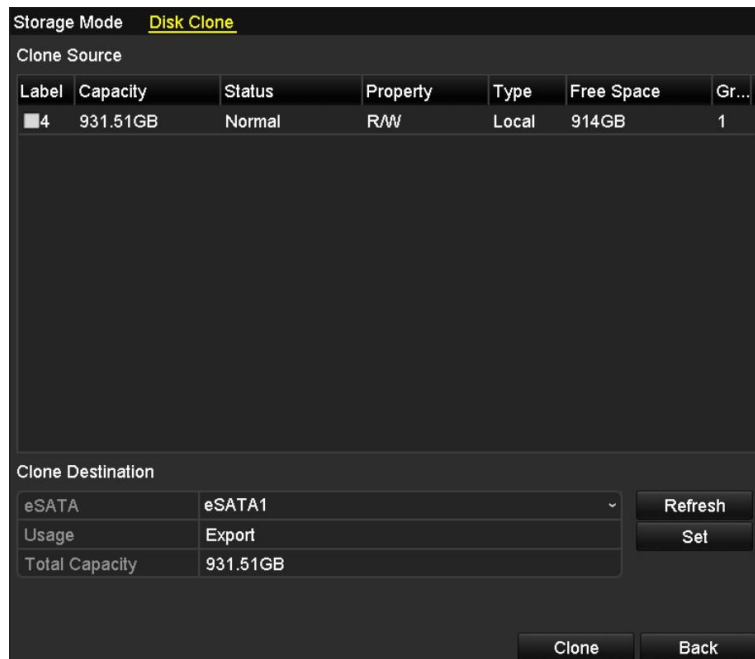 Storage Mode Disk Clone
Clone Source
Label Capacity Status Property Type Free Space Gr...
4 931.51GB Normal R/W Local 914GB 1
Clone Destination
eSATA eSATA1 Refresh
Usage Export Set
Total Capacity 931.51GB
Clone Back